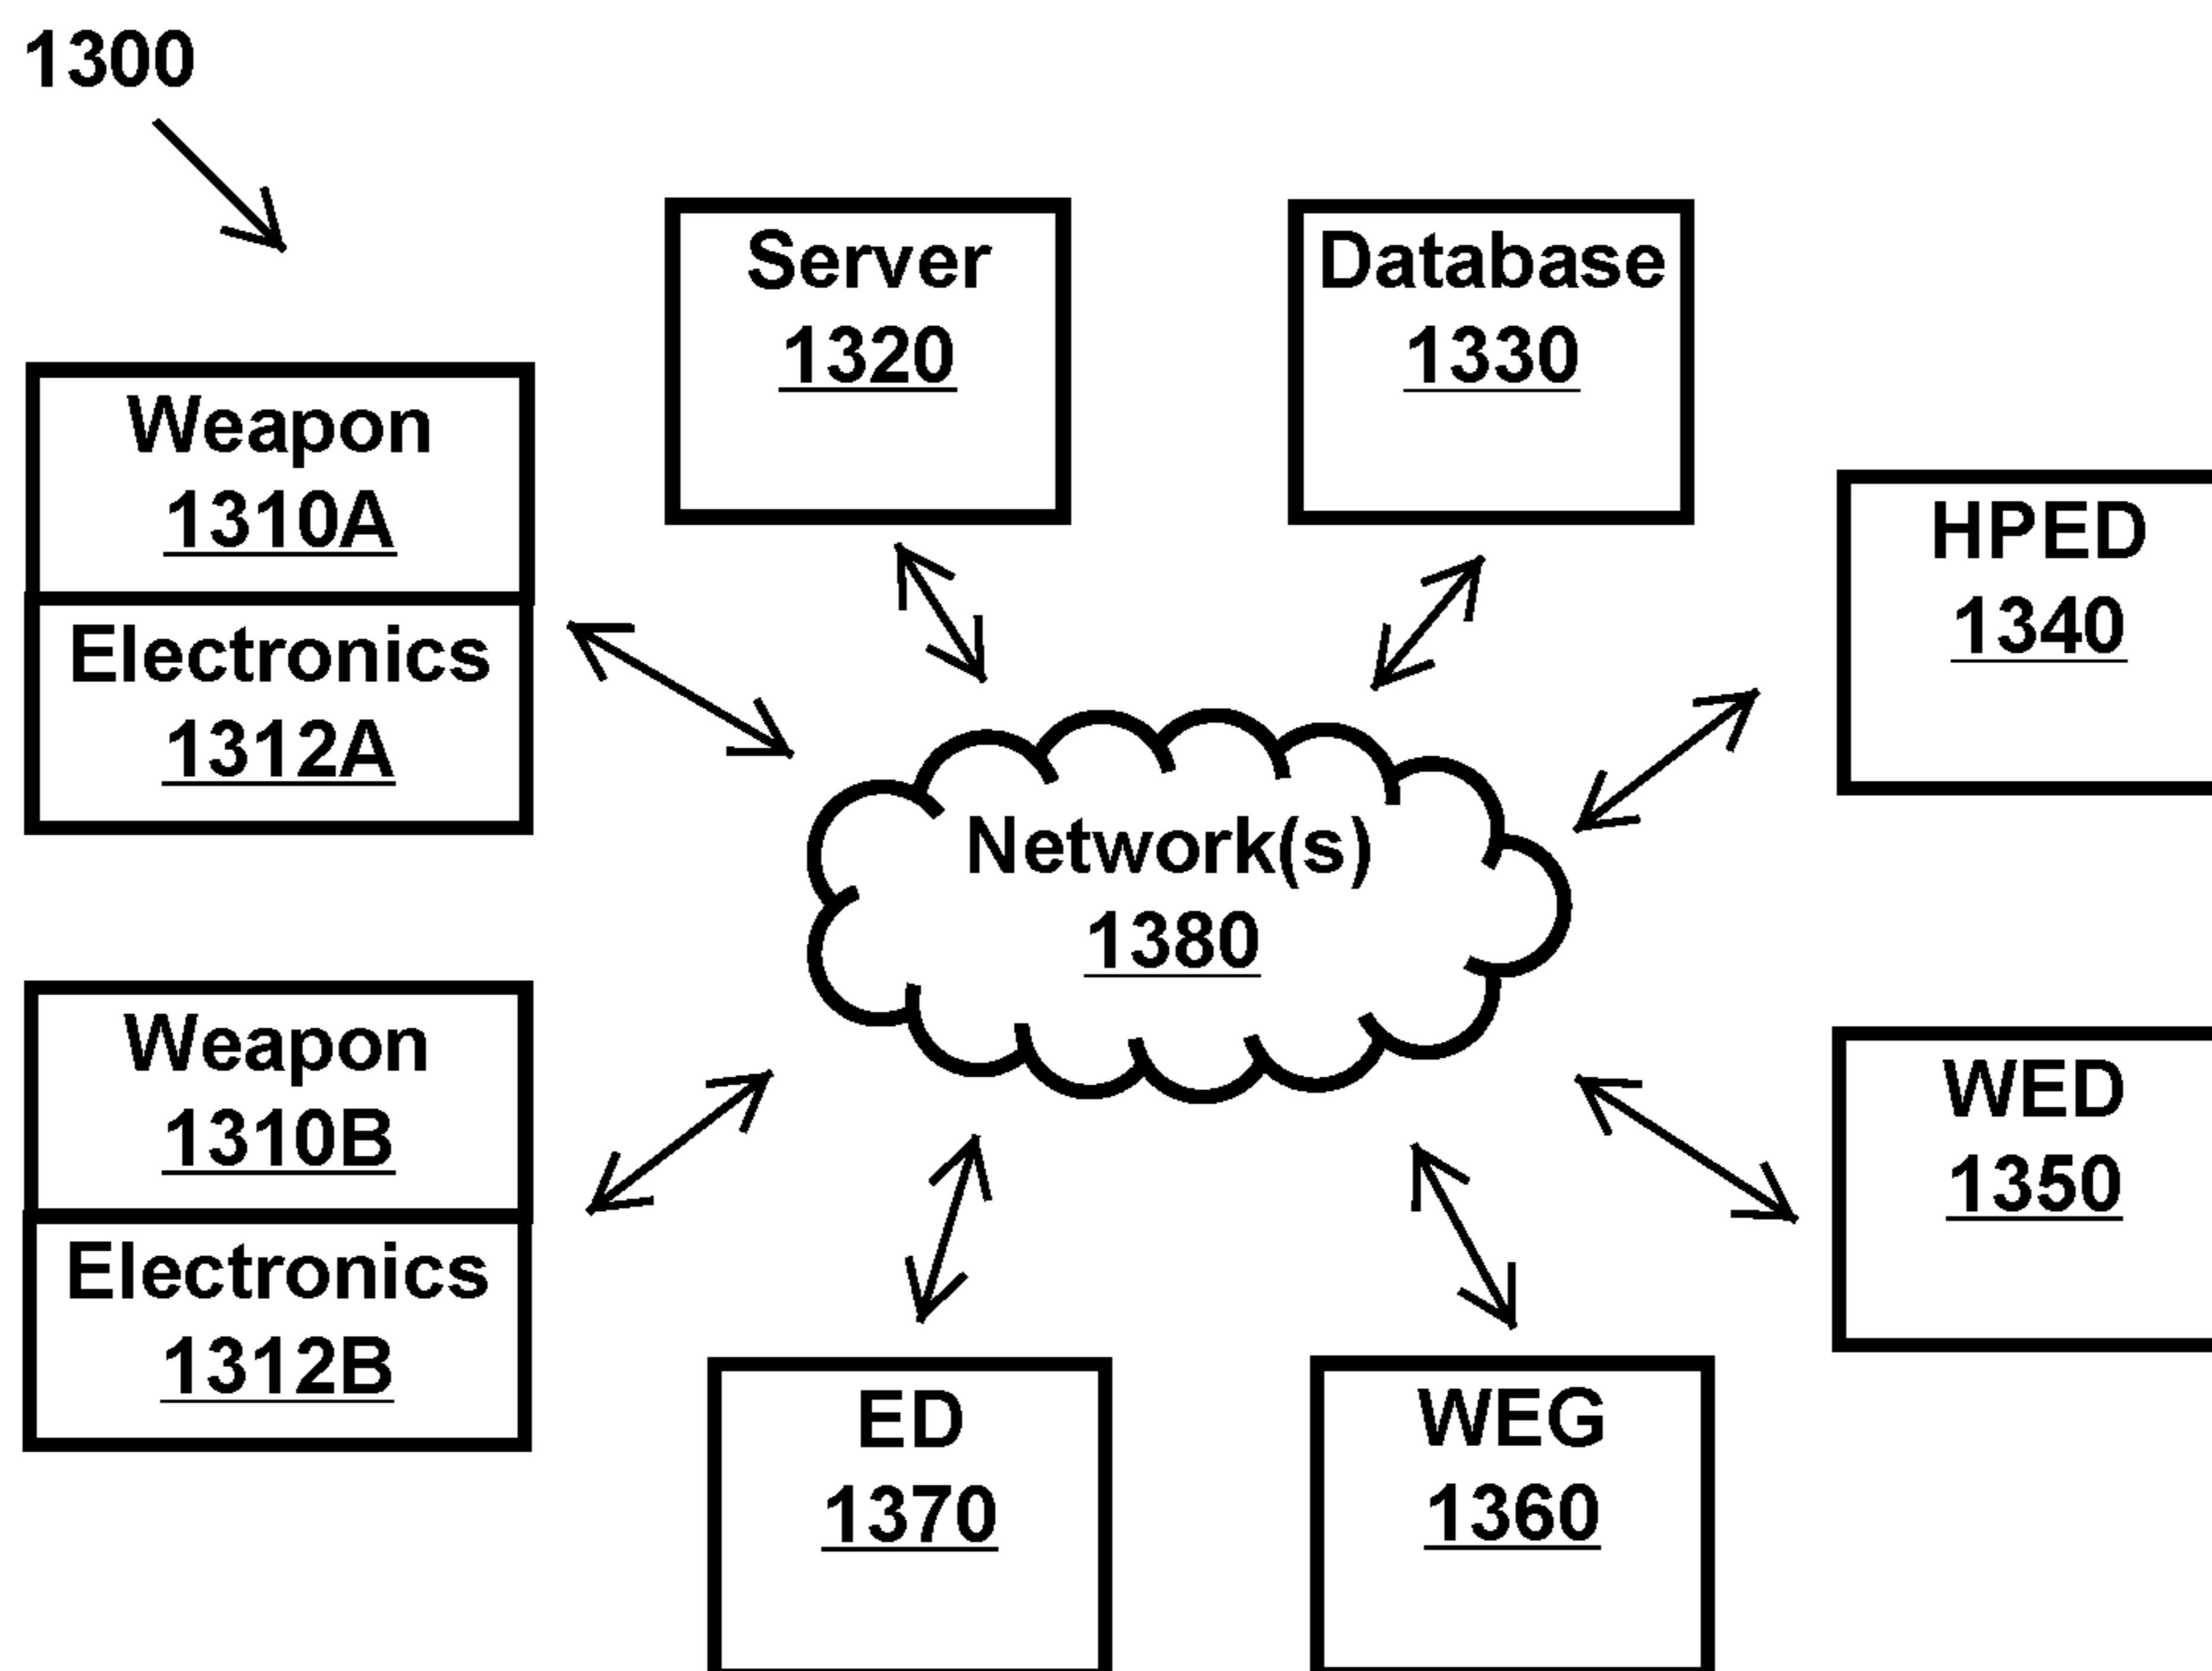 1300
Server
1320
Database
1330
Weapon
1310A
Electronics
1312A
HPED
1340
Network(s)
1380
Weapon
1310B
Electronics
1312B
WED
1350
ED
1370
WEG
1360